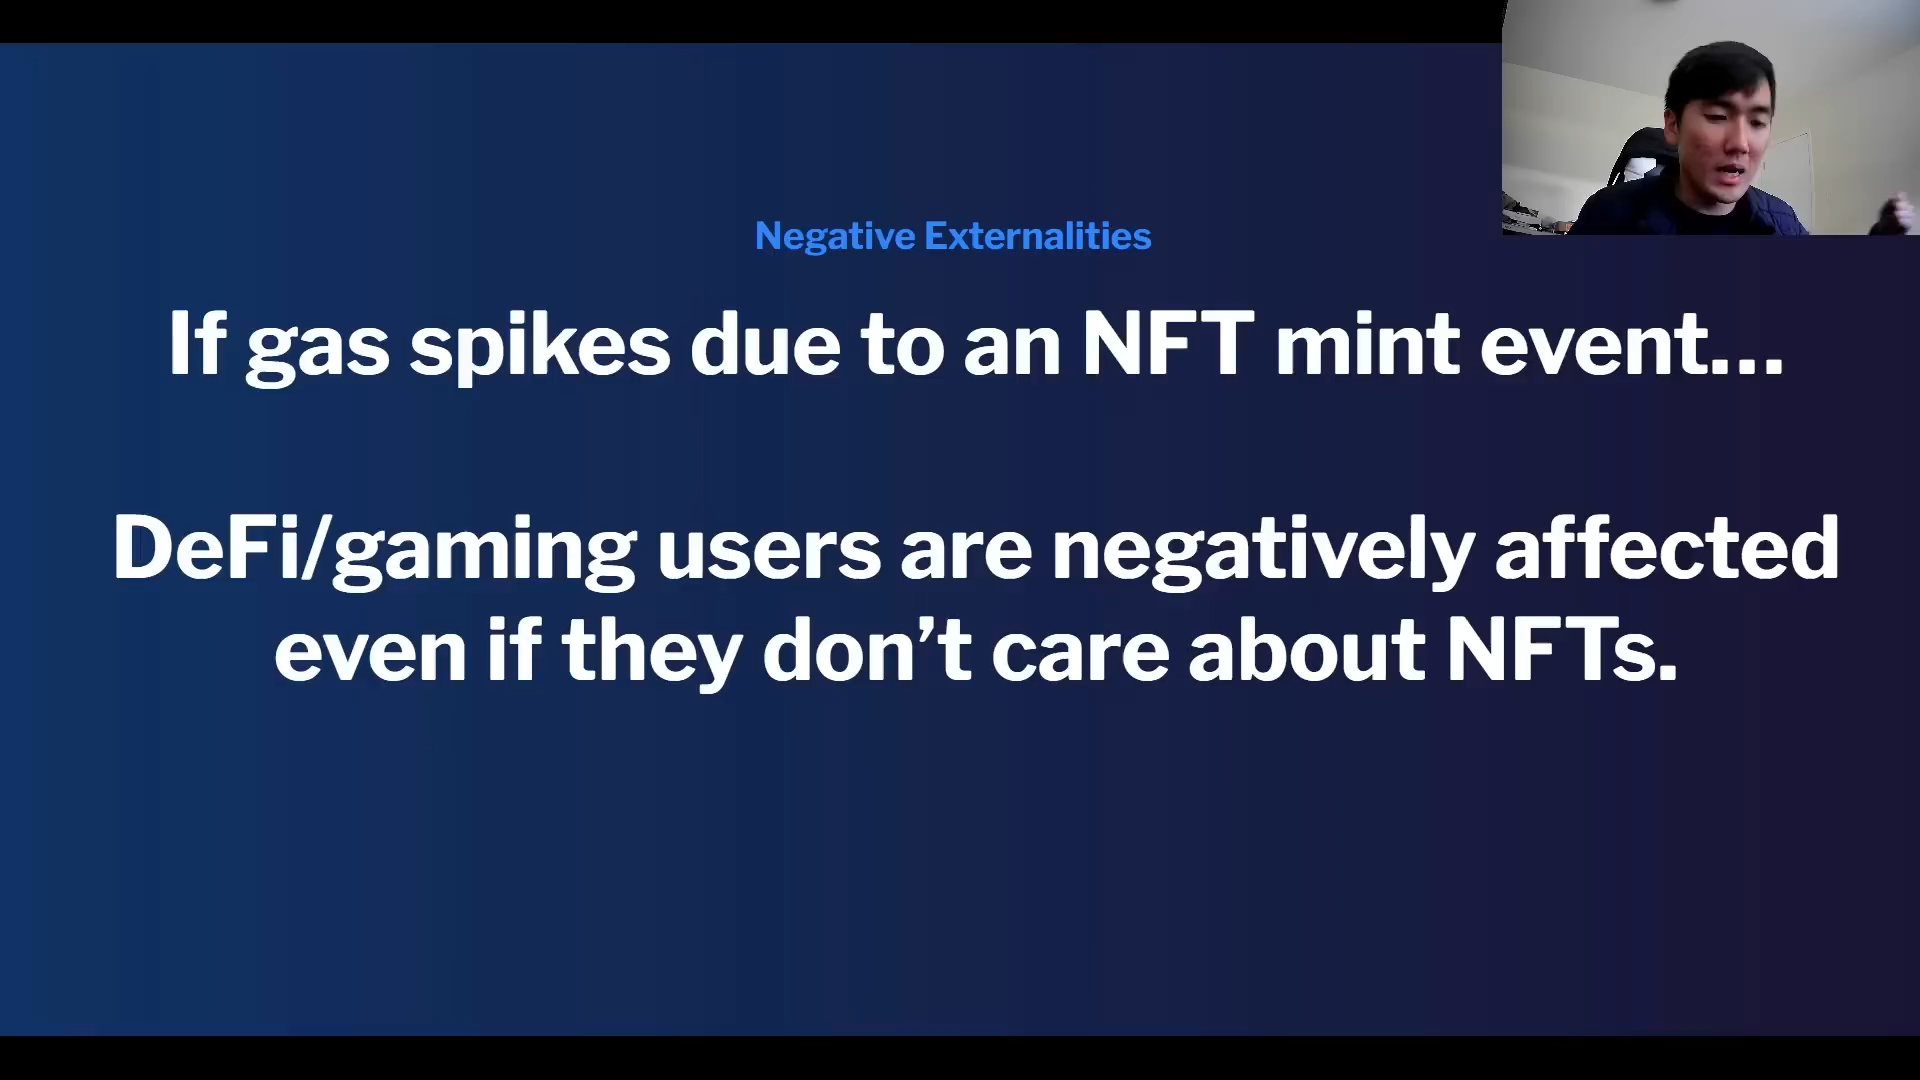 Negative Externalities
If gas spikes due to an NFT mint event...
DeFi/gaming users are negatively affected
even if they don’t care about NFTs.